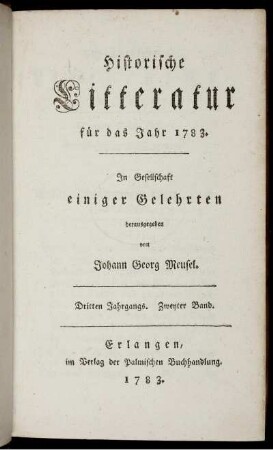 Historische
Litteratur
für das Jahr 1783.
In Gesellschaft
einiger Gelehrten
herausgegeben
von
Johann Georg Meusel.
Dritten Jahrgangs. Zweyter Band.
Erlangen,
im Verlag der Palmischen Buchhandlung.
1783.